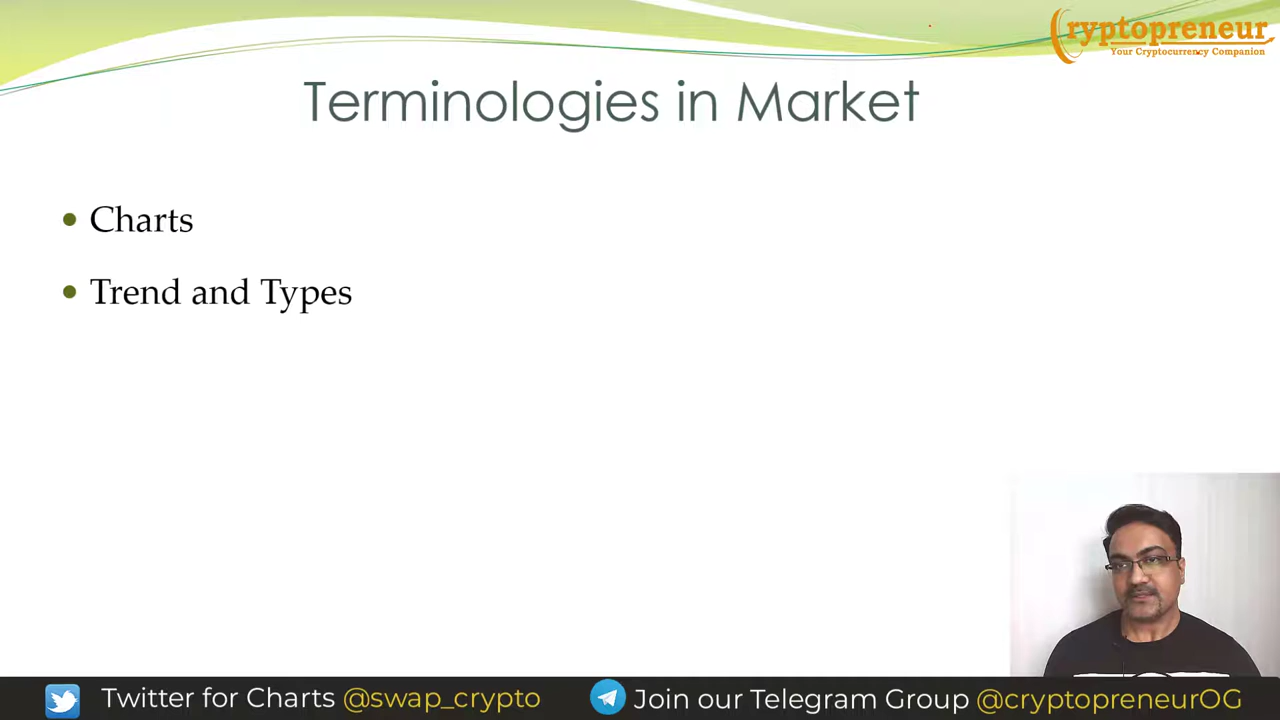 Cryptopreneur
Your Cryptocurrency Companion
Terminologies in Market
• Charts
• Trend and Types
Twitter for Charts @swap_crypto
Join our Telegram Group @cryptopreneurOG